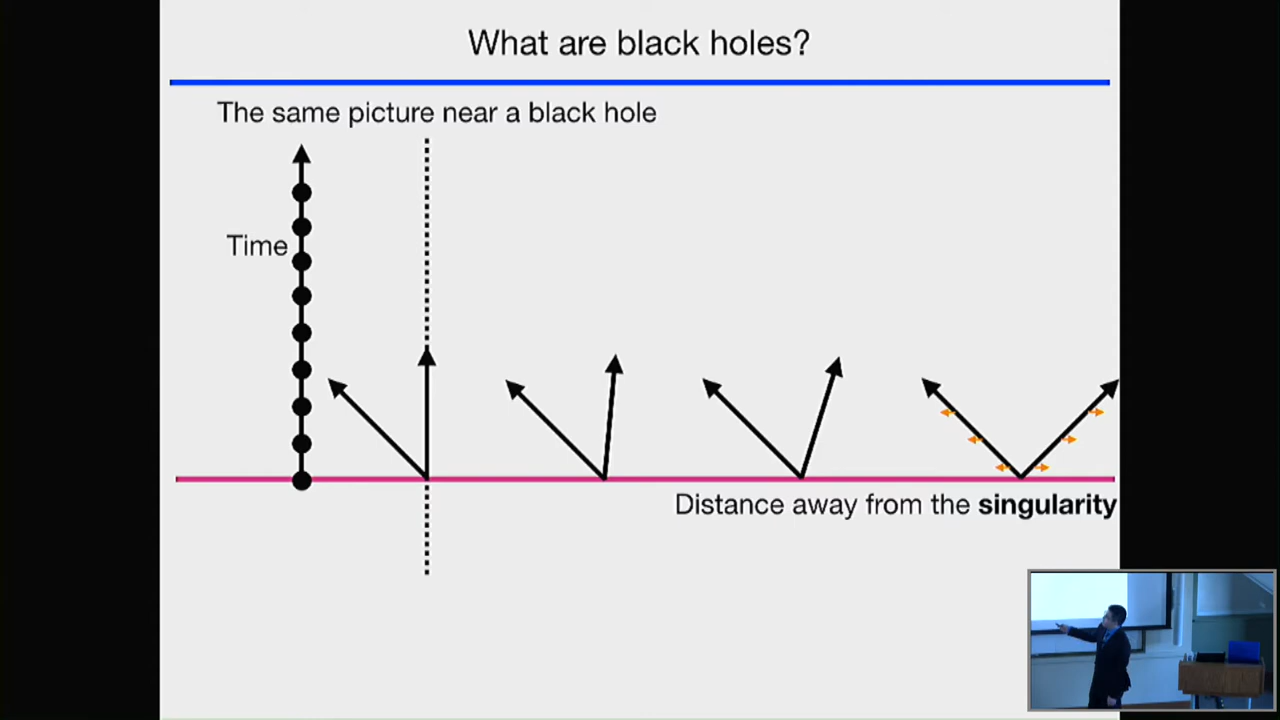 What are black holes?
The same picture near a black hole
Time
Distance away from the singularity